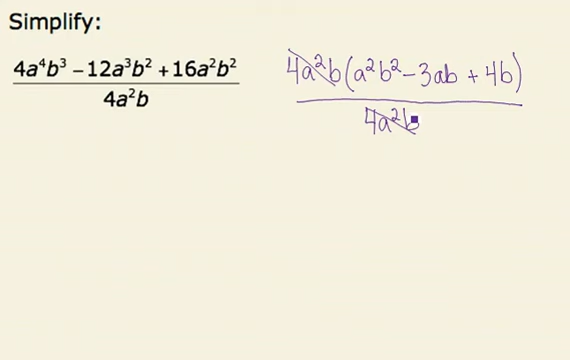 Simplify:
4a⁴b³ – 12a³b² + 16a²b²
4a²b
4a²b(a²b² - 3ab + 4b)
4a²b